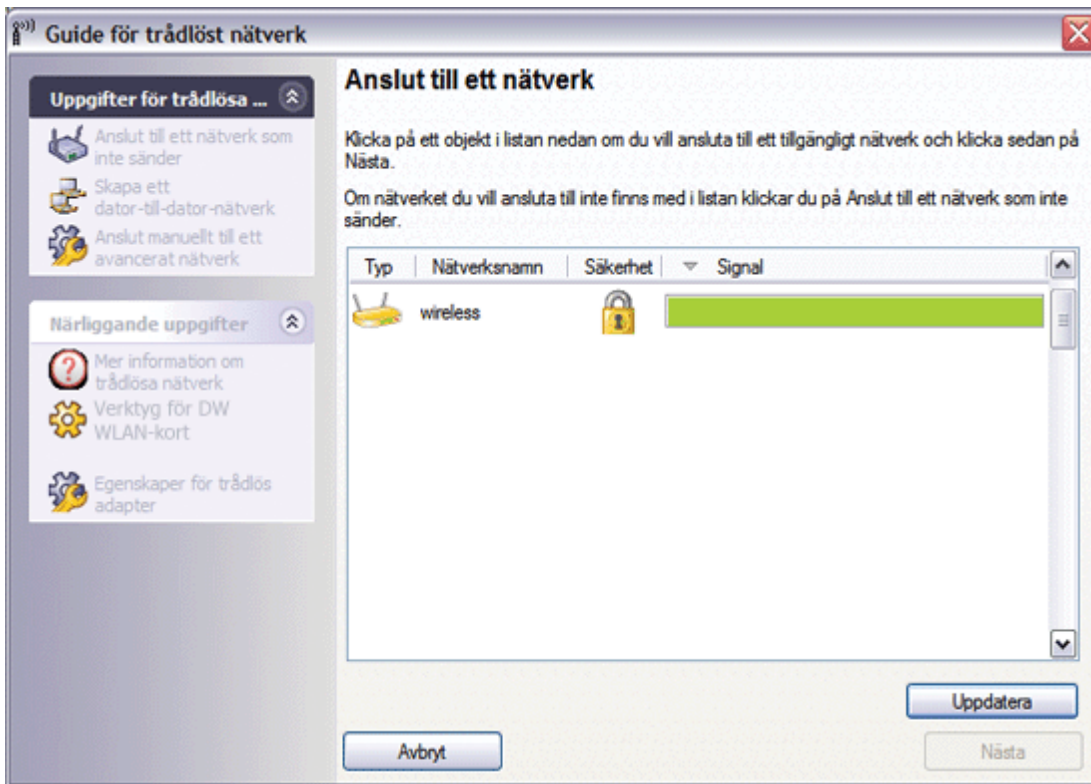 Guide för trådlöst nätverk
Uppgifter för trådlösa ...
Anslut till ett nätverk som
inte sänder
Skapa ett
dator-till-dator-nätverk
Anslut manuellt till ett
avancerat nätverk
Närliggande uppgifter
Mer information om
trådlösa nätverk
Verktyg för DW
WLAN-kort
Egenskaper för trådlös
adapter
Anslut till ett nätverk
Klicka på ett objekt i listan nedan om du vill ansluta till ett tillgängligt nätverk och klicka sedan på
Nästa.
Om nätverket du vill ansluta till inte finns med i listan klickar du på Anslut till ett nätverk som inte
sänder.
Typ Nätverksnamn Säkerhet Signal
wireless
Uppdatera
Avbryt Nästa